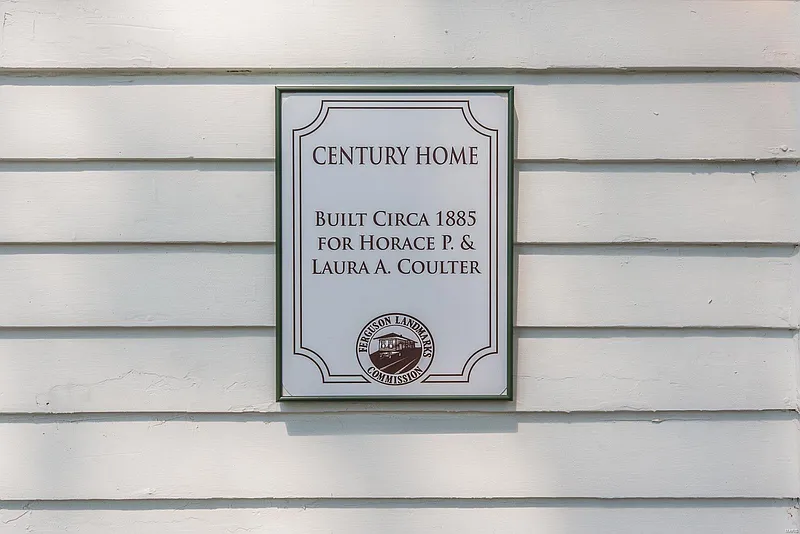 CENTURY HOME
BUILT CIRCA 1885
FOR HORACE P. &
LAURA A. COULTER
FERGUSON LANDMARKS
COMMISSION